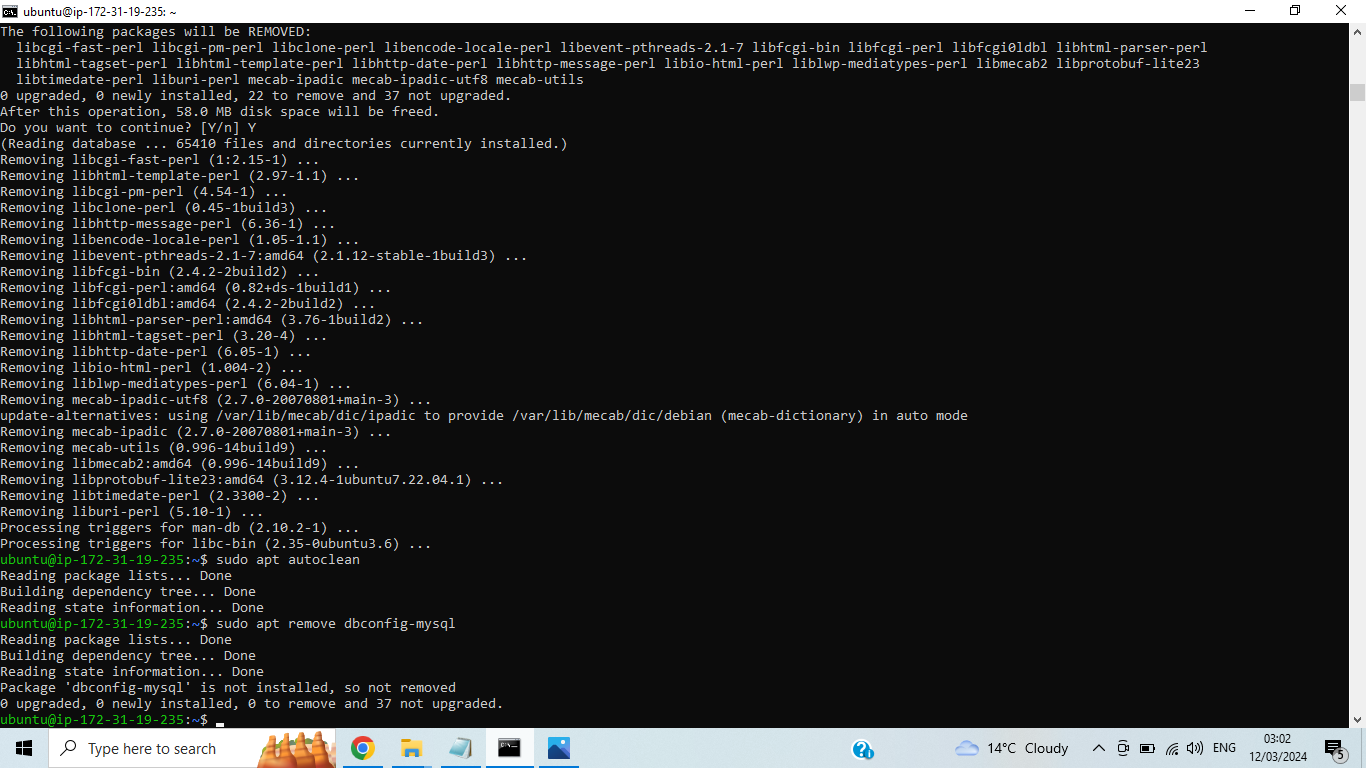 ubuntu@ip-172-31-19-235: ~
The following packages will be REMOVED:
libcgi-fast-perl libcgi-pm-perl libclone-perl libencode-locale-perl libevent-pthreads-2.1-7 libfcgi-bin libfcgi-perl libfcgi0ldbl libhtml-parser-perl
libhtml-tagset-perl libhtml-template-perl libhttp-date-perl libhttp-message-perl libio-html-perl liblwp-mediatypes-perl libmecab2 libprotobuf-lite23
libtimedate-perl liburi-perl mecab-ipadic mecab-ipadic-utf8 mecab-utils
0 upgraded, 0 newly installed, 22 to remove and 37 not upgraded.
After this operation, 58.0 MB disk space will be freed.
Do you want to continue? [Y/n] Y
(Reading database ... 65410 files and directories currently installed.)
Removing libcgi-fast-perl (1:2.15-1) ...
Removing libhtml-template-perl (2.97-1.1) ...
Removing libcgi-pm-perl (4.54-1) ...
Removing libclone-perl (0.45-1build3) ...
Removing libhttp-message-perl (6.36-1) ...
Removing libencode-locale-perl (1.05-1.1) ...
Removing libevent-pthreads-2.1-7:amd64 (2.1.12-stable-1build3) ...
Removing libfcgi-bin (2.4.2-2build2) ...
Removing libfcgi-perl:amd64 (0.82+ds-1build1) ...
Removing libfcgi0ldbl:amd64 (2.4.2-2build2) ...
Removing libhtml-parser-perl:amd64 (3.76-1build2) ...
Removing libhtml-tagset-perl (3.20-4) ...
Removing libhttp-date-perl (6.05-1) ...
Removing libio-html-perl (1.004-2) ...
Removing liblwp-mediatypes-perl (6.04-1) ...
Removing mecab-ipadic-utf8 (2.7.0-20070801+main-3) ...
update-alternatives: using /var/lib/mecab/dic/ipadic to provide /var/lib/mecab/dic/debian (mecab-dictionary) in auto mode
Removing mecab-ipadic (2.7.0-20070801+main-3) ...
Removing mecab-utils (0.996-14build9) ...
Removing libmecab2:amd64 (0.996-14build9) ...
Removing libprotobuf-lite23:amd64 (3.12.4-1ubuntu7.22.04.1) ...
Removing libtimedate-perl (2.3300-2) ...
Removing liburi-perl (5.10-1) ...
Processing triggers for man-db (2.10.2-1) ...
Processing triggers for libc-bin (2.35-0ubuntu3.6) ...
ubuntu@ip-172-31-19-235:~$ sudo apt autoclean
Reading package lists... Done
Building dependency tree... Done
Reading state information... Done
ubuntu@ip-172-31-19-235:~$ sudo apt remove dbconfig-mysql
Reading package lists... Done
Building dependency tree... Done
Reading state information... Done
Package 'dbconfig-mysql' is not installed, so not removed
0 upgraded, 0 newly installed, 0 to remove and 37 not upgraded.
ubuntu@ip-172-31-19-235:~$
Type here to search
14°C Cloudy
ENG
03:02
12/03/2024
5